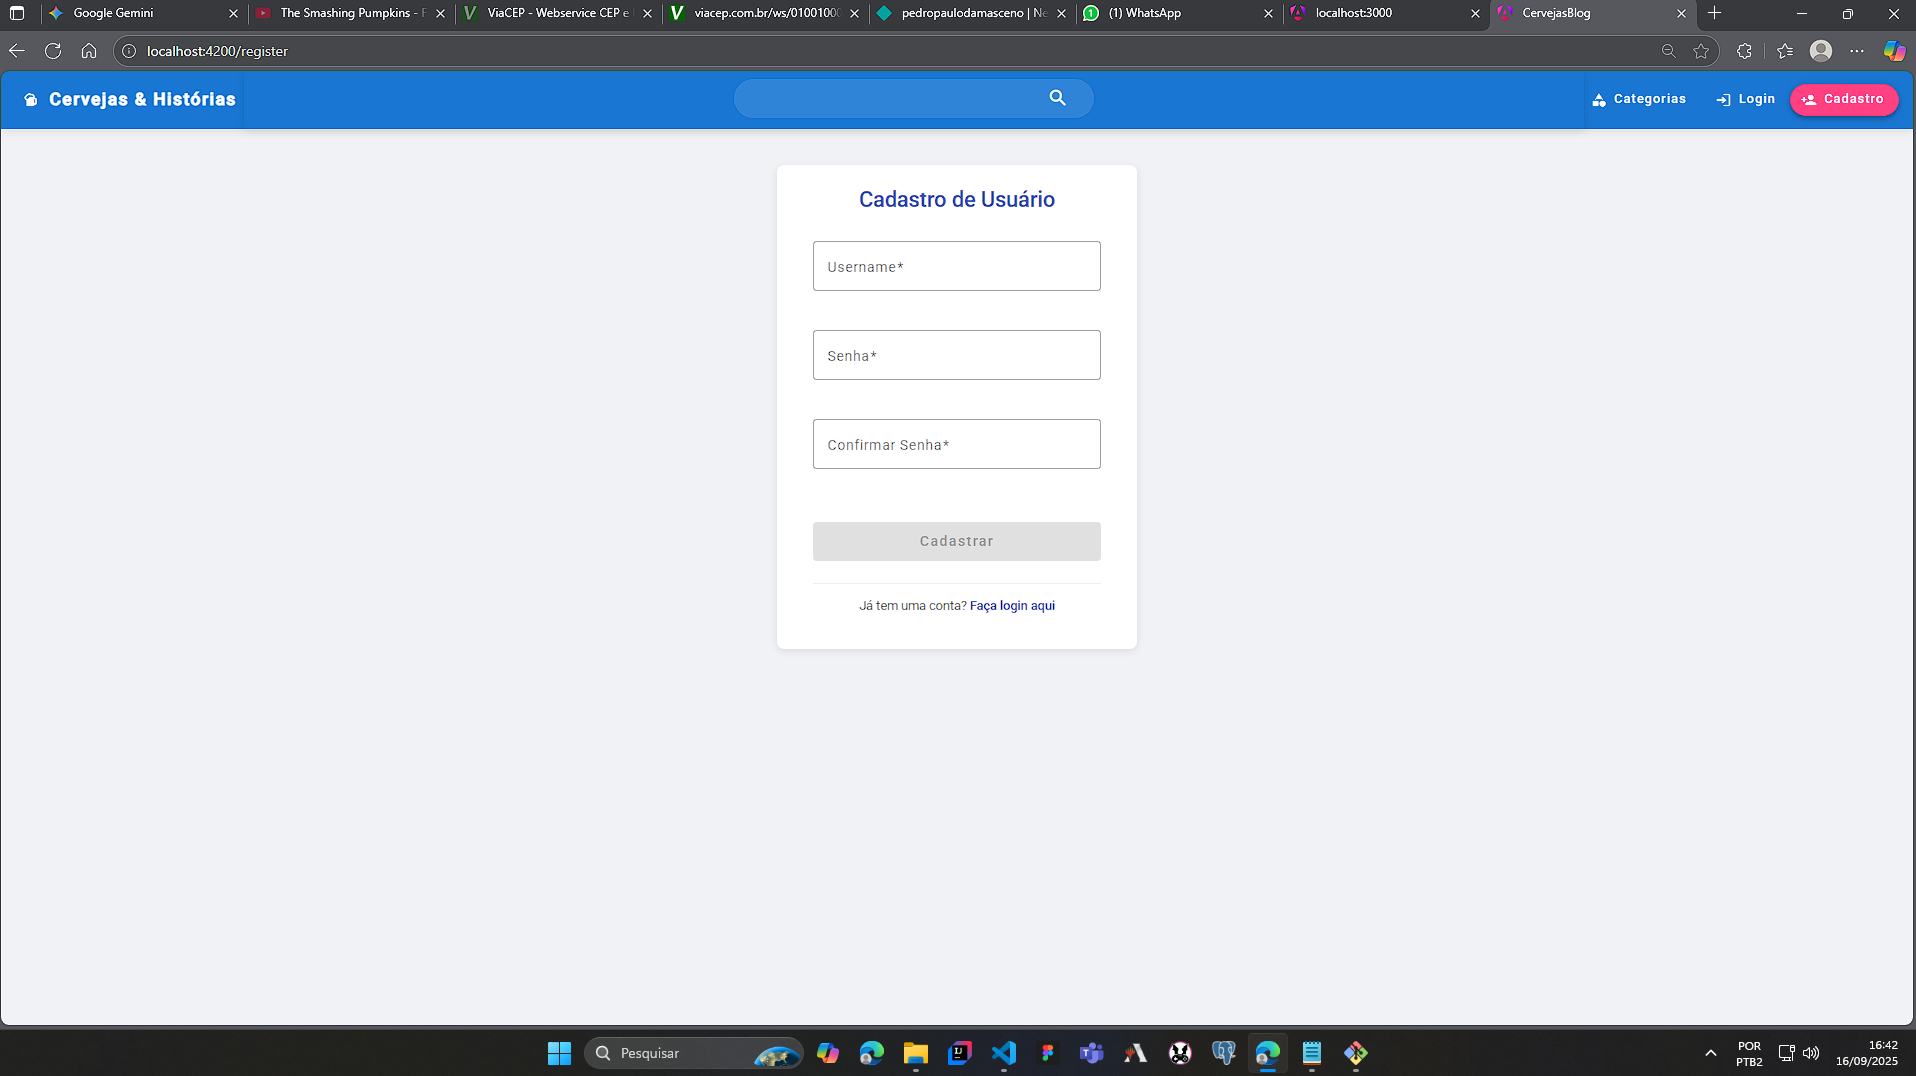 Google Gemini
The Smashing Pumpkins - F
ViaCEP - Webservice CEP e
viacep.com.br/ws/01001000
pedropaulodamasceno | Ne
(1) WhatsApp
localhost:3000
CervejasBlog
localhost:4200/register
Cervejas & Histórias
Categorias
Login
Cadastro
Cadastro de Usuário
Username*
Senha*
Confirmar Senha*
Cadastrar
Já tem uma conta? Faça login aqui
Pesquisar
POR
PTB2
16:42
16/09/2025